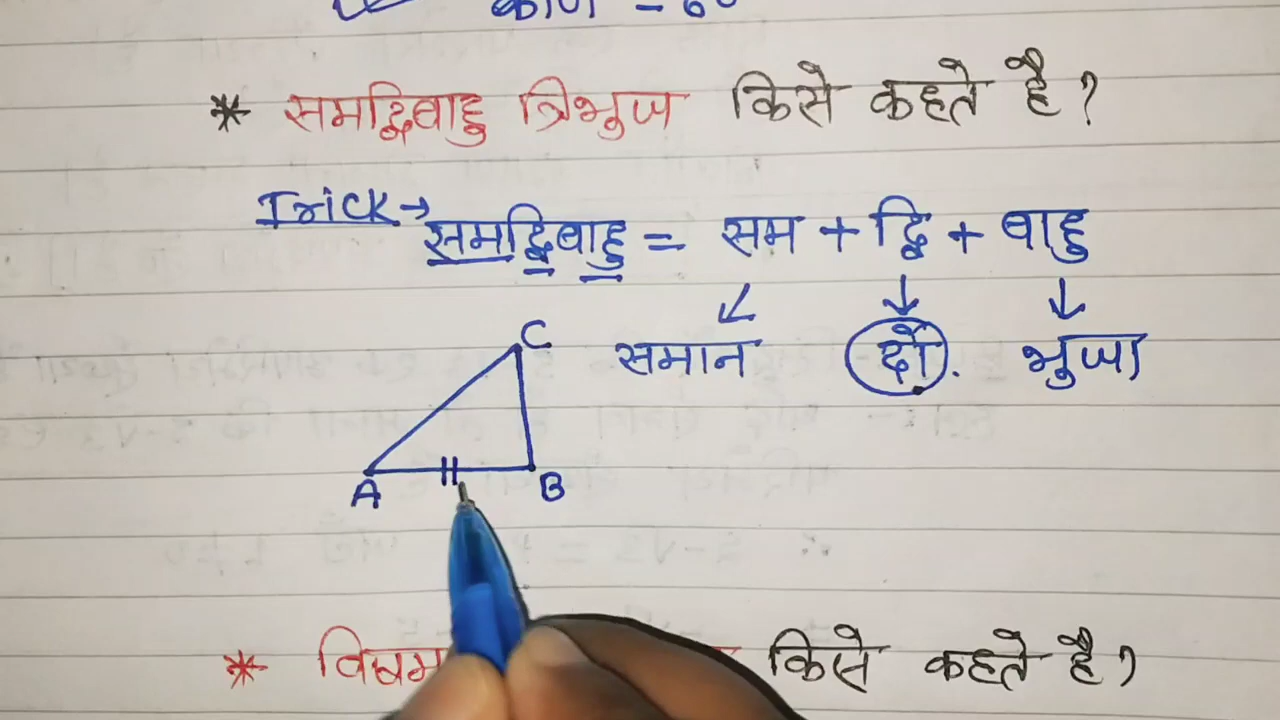 * समद्विबाहु त्रिभुज किसे कहते है ?
Trick → समद्विबाहु = सम + द्वि + बाहु
समान दो. भुजा
C
A B
* किसे कहते है ?